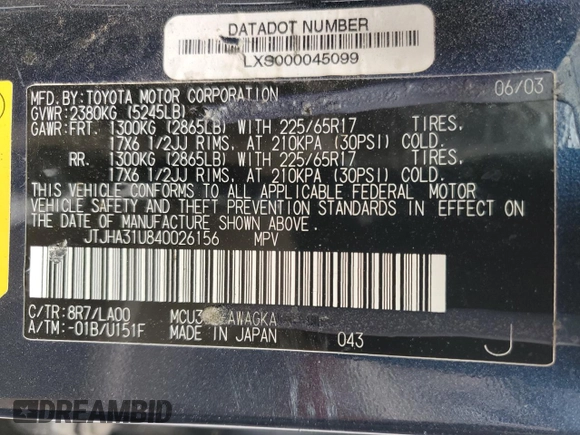 DATADOT NUMBER
LXS000045099
06/03
MFD.BY:TOYOTA MOTOR CORPORATION
GVWR:2380KG (5245LB)
GAWR:FRT. 1300KG (2865LB) WITH 225/65R17 TIRES.
17X6 1/2JJ RIMS. AT 210KPA (30PSI) COLD.
RR. 1300KG (2865LB) WITH 225/65R17 TIRES.
17X6 1/2JJ RIMS. AT 210KPA (30PSI) COLD.
THIS VEHICLE CONFORMS TO ALL APPLICABLE FEDERAL MOTOR
VEHICLE SAFETY AND THEFT PREVENTION STANDARDS IN EFFECT ON
THE DATE OF MANUFACTURE SHOWN ABOVE.
JTJHA31U840026156 MPV
C/TR:8R7/LA00 MCU3 AWAGKA
A/TM:-01B/U151F MADE IN JAPAN 043 J
DREAMBID